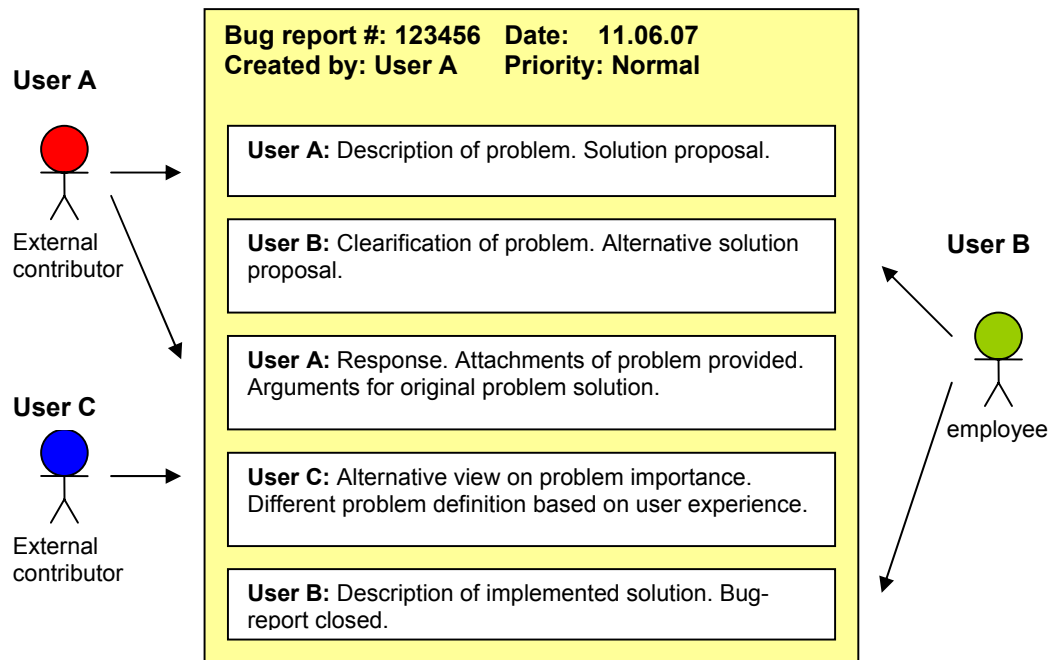 Bug report #: 123456 Date: 11.06.07
Created by: User A Priority: Normal
User A
External
contributor
User A: Description of problem. Solution proposal.
User B: Clearification of problem. Alternative solution
proposal.
User B
employee
User A: Response. Attachments of problem provided.
Arguments for original problem solution.
User C
External
contributor
User C: Alternative view on problem importance.
Different problem definition based on user experience.
User B: Description of implemented solution. Bug-
report closed.